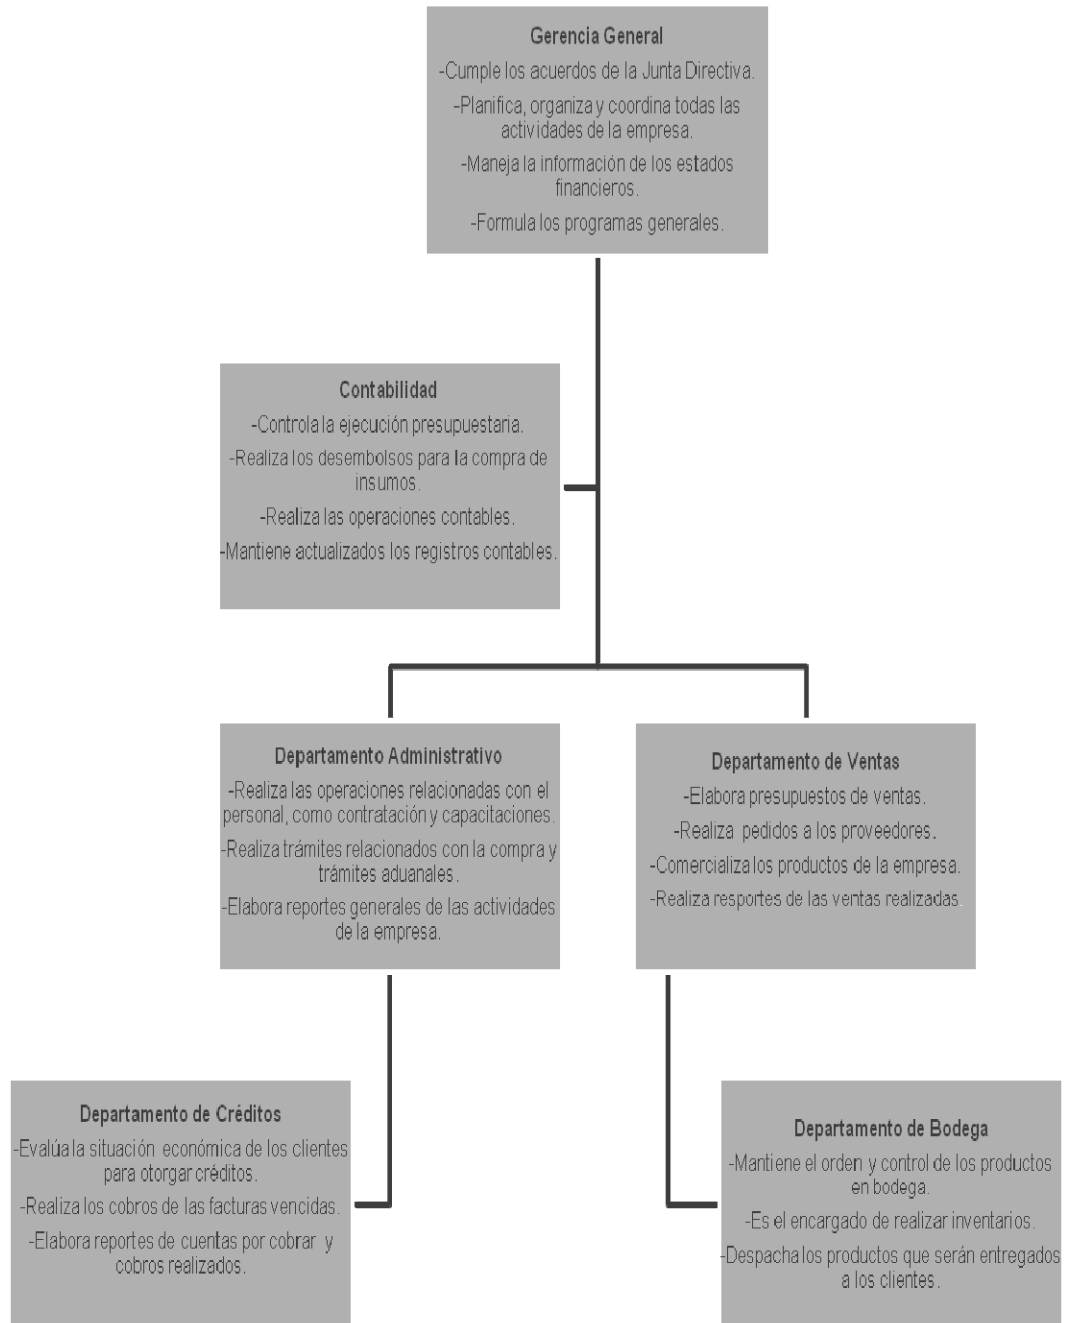 Gerencia General
-Cumple los acuerdos de la Junta Directiva.
-Planifica, organiza y coordina todas las
actividades de la empresa.
-Maneja la información de los estados
financieros.
-Formula los programas generales.
Contabilidad
-Controla la ejecución presupuestaria.
-Realiza los desembolsos para la compra de
insumos.
-Realiza las operaciones contables.
-Mantiene actualizados los registros contables.
Departamento Administrativo
-Realiza las operaciones relacionadas con el
personal, como contratación y capacitaciones.
-Realiza trámites relacionados con la compra y
trámites aduanales.
-Elabora reportes generales de las actividades
de la empresa.
Departamento de Ventas
-Elabora presupuestos de ventas.
-Realiza pedidos a los proveedores.
-Comercializa los productos de la empresa.
-Realiza resportes de las ventas realizadas.
Departamento de Créditos
-Evalúa la situación económica de los clientes
para otorgar créditos.
-Realiza los cobros de las facturas vencidas.
-Elabora reportes de cuentas por cobrar y
cobros realizados.
Departamento de Bodega
-Mantiene el orden y control de los productos
en bodega.
-Es el encargado de realizar inventarios.
-Despacha los productos que serán entregados
a los clientes.